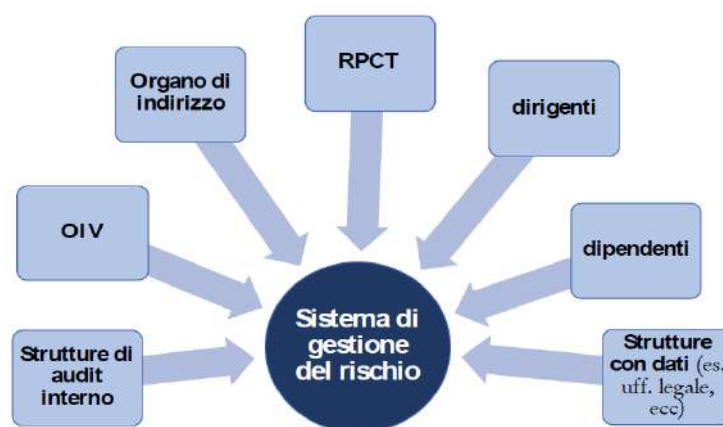 RPCT
Organo di
indirizzo
dirigenti
OIV
dipendenti
Sistema di
gestione
del rischio
Strutture di
audit
interno
Strutture
con dati (es.
uff. legale,
ecc)